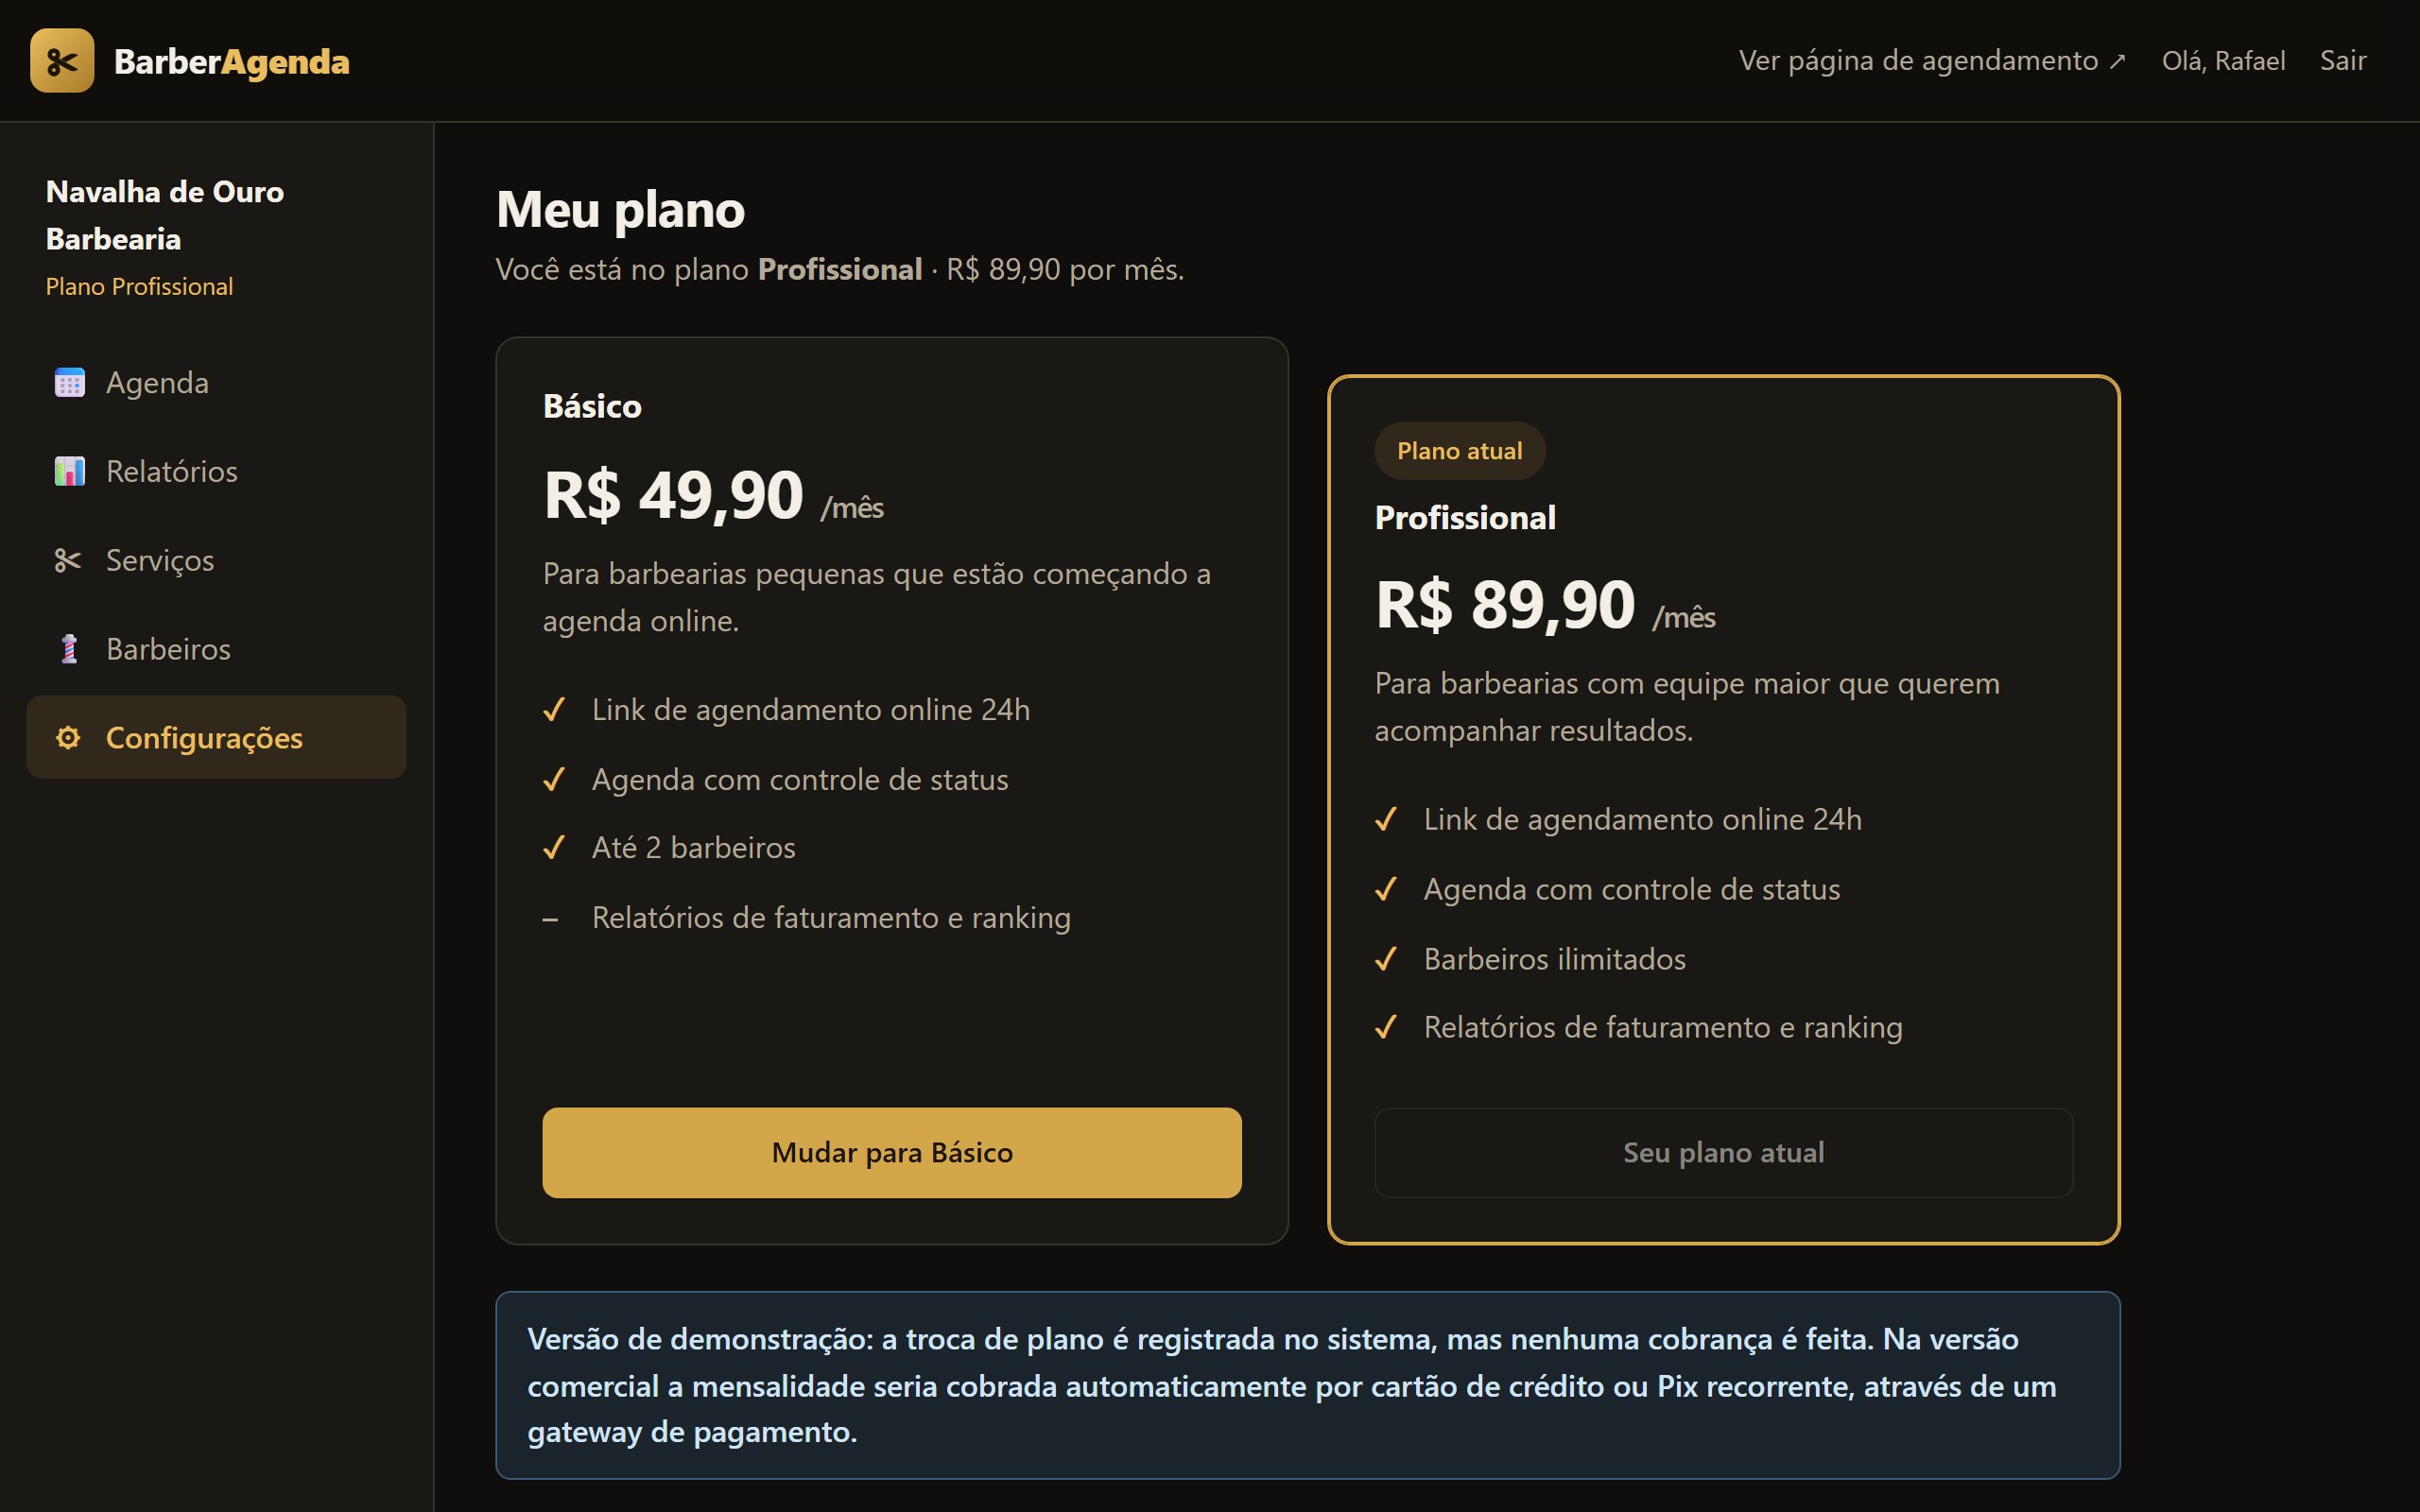 BarberAgenda
Ver página de agendamento ↗
Olá, Rafael
Sair
Navalha de Ouro
Barbearia
Plano Profissional
Agenda
Relatórios
Serviços
Barbeiros
Configurações
Meu plano
Você está no plano Profissional · R$ 89,90 por mês.
Básico
R$ 49,90 /mês
Para barbearias pequenas que estão começando a
agenda online.
✓ Link de agendamento online 24h
✓ Agenda com controle de status
✓ Até 2 barbeiros
– Relatórios de faturamento e ranking
Mudar para Básico
Plano atual
Profissional
R$ 89,90 /mês
Para barbearias com equipe maior que querem
acompanhar resultados.
✓ Link de agendamento online 24h
✓ Agenda com controle de status
✓ Barbeiros ilimitados
✓ Relatórios de faturamento e ranking
Seu plano atual
Versão de demonstração: a troca de plano é registrada no sistema, mas nenhuma cobrança é feita. Na versão
comercial a mensalidade seria cobrada automaticamente por cartão de crédito ou Pix recorrente, através de um
gateway de pagamento.